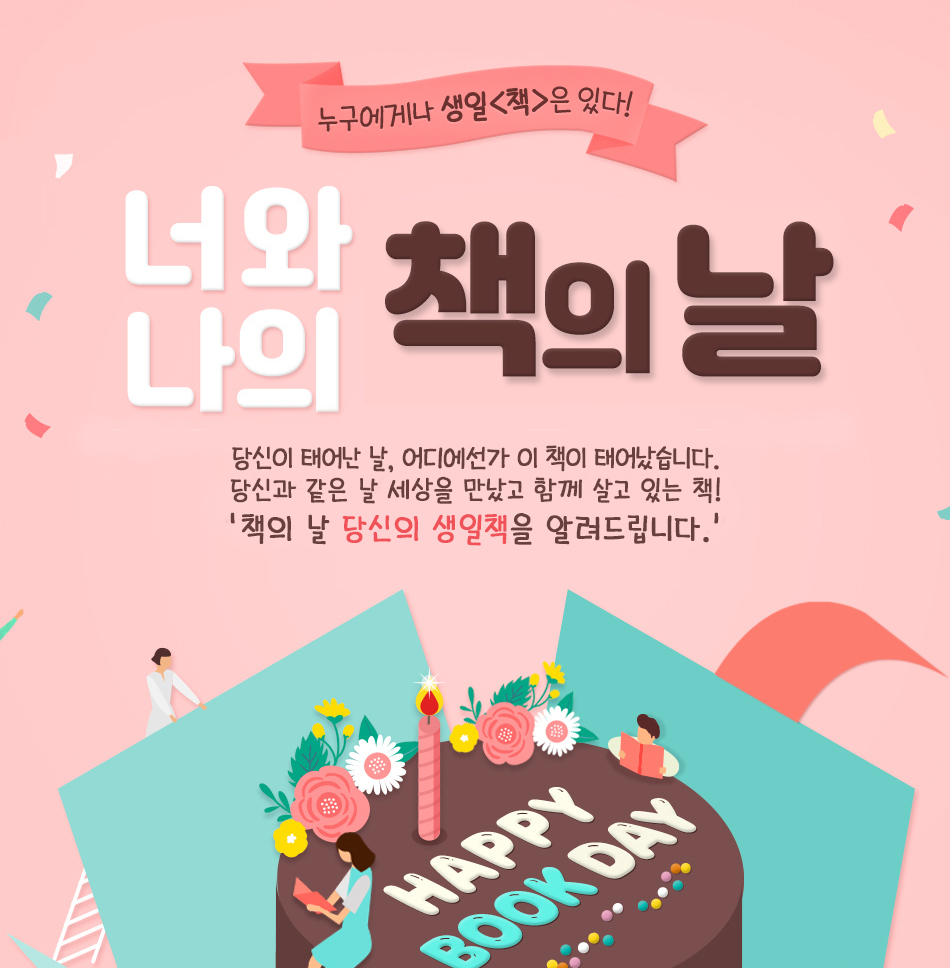 누구에게나 생일<책>은 있다!
너와
나의
책의 날
당신이 태어난 날, 어디에선가 이 책이 태어났습니다.
당신과 같은 날 세상을 만났고 함께 살고 있는 책!
'책의 날 당신의 생일책을 알려드립니다.'
HAPPY
BOOK DAY